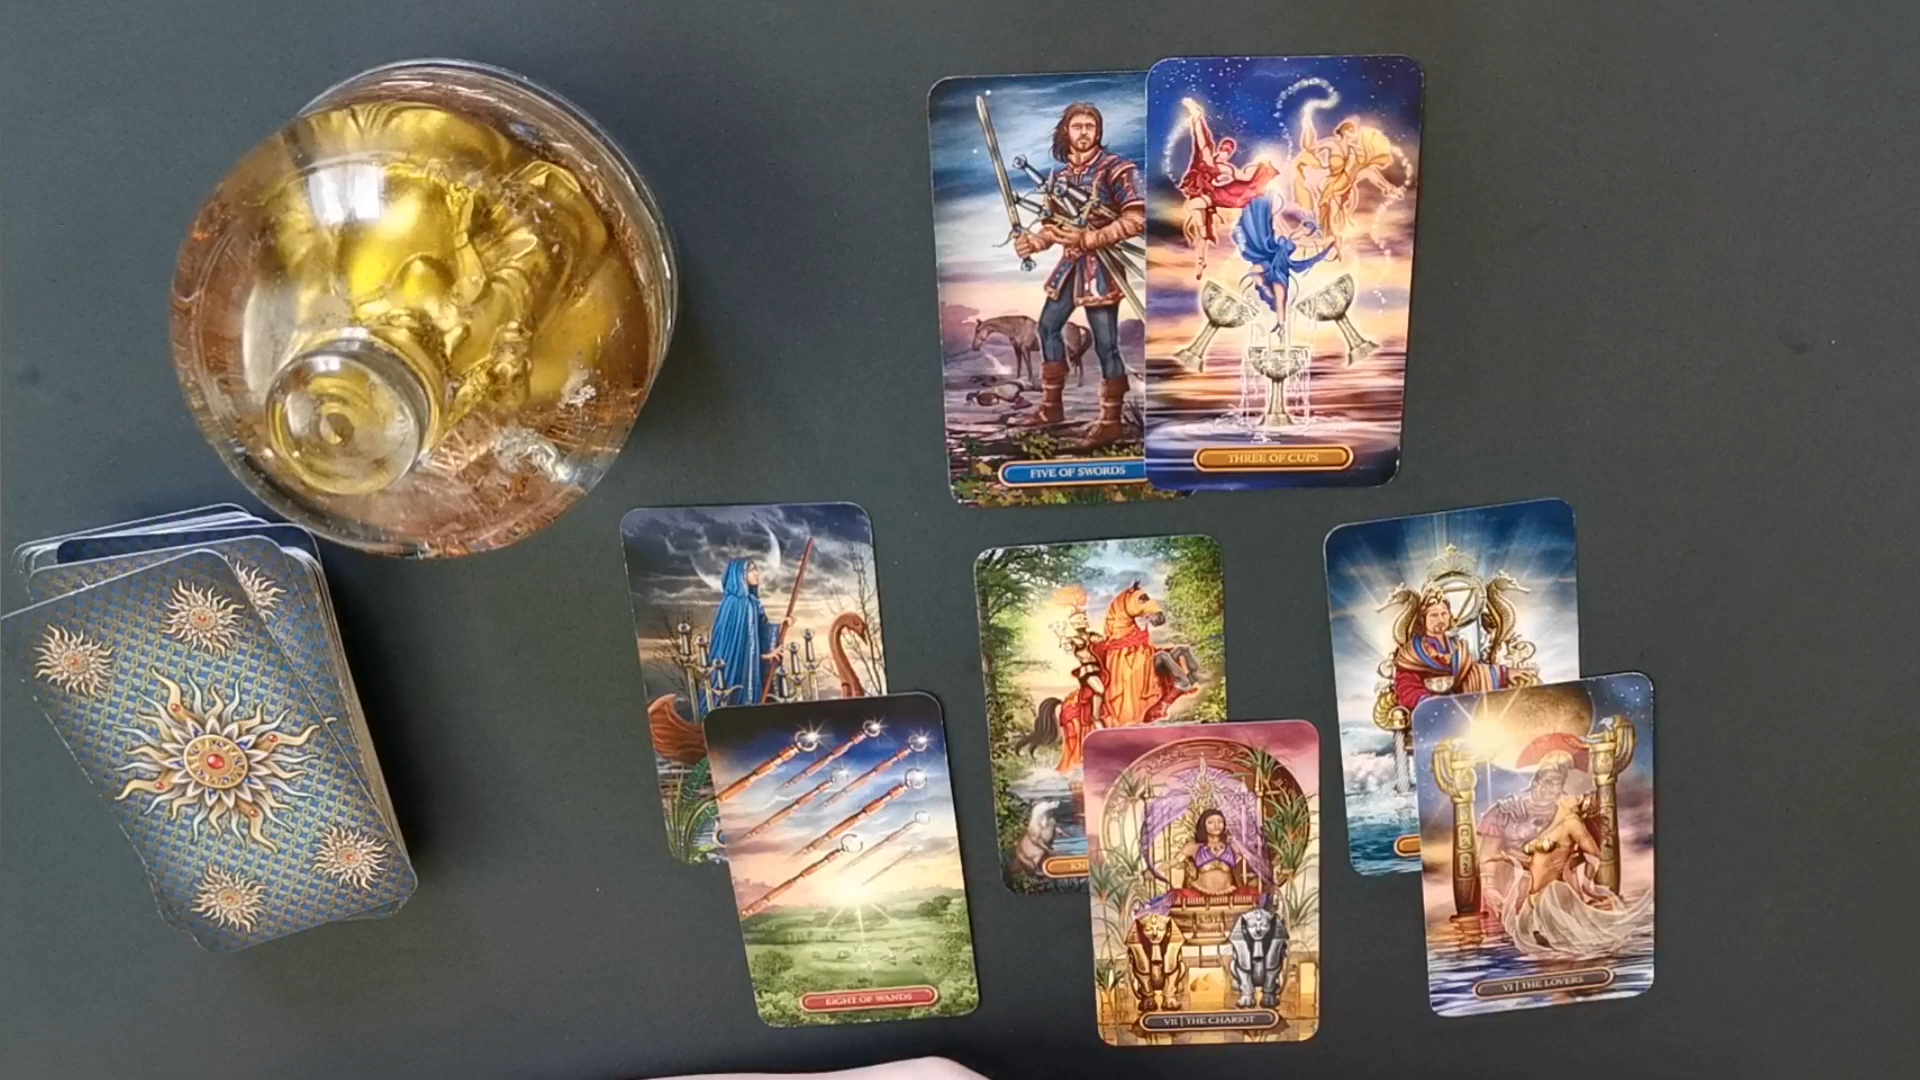 FIVE OF SWORDS
THREE OF CUPS
EIGHT OF WANDS
VII | THE CHARIOT
VI | THE LOVERS